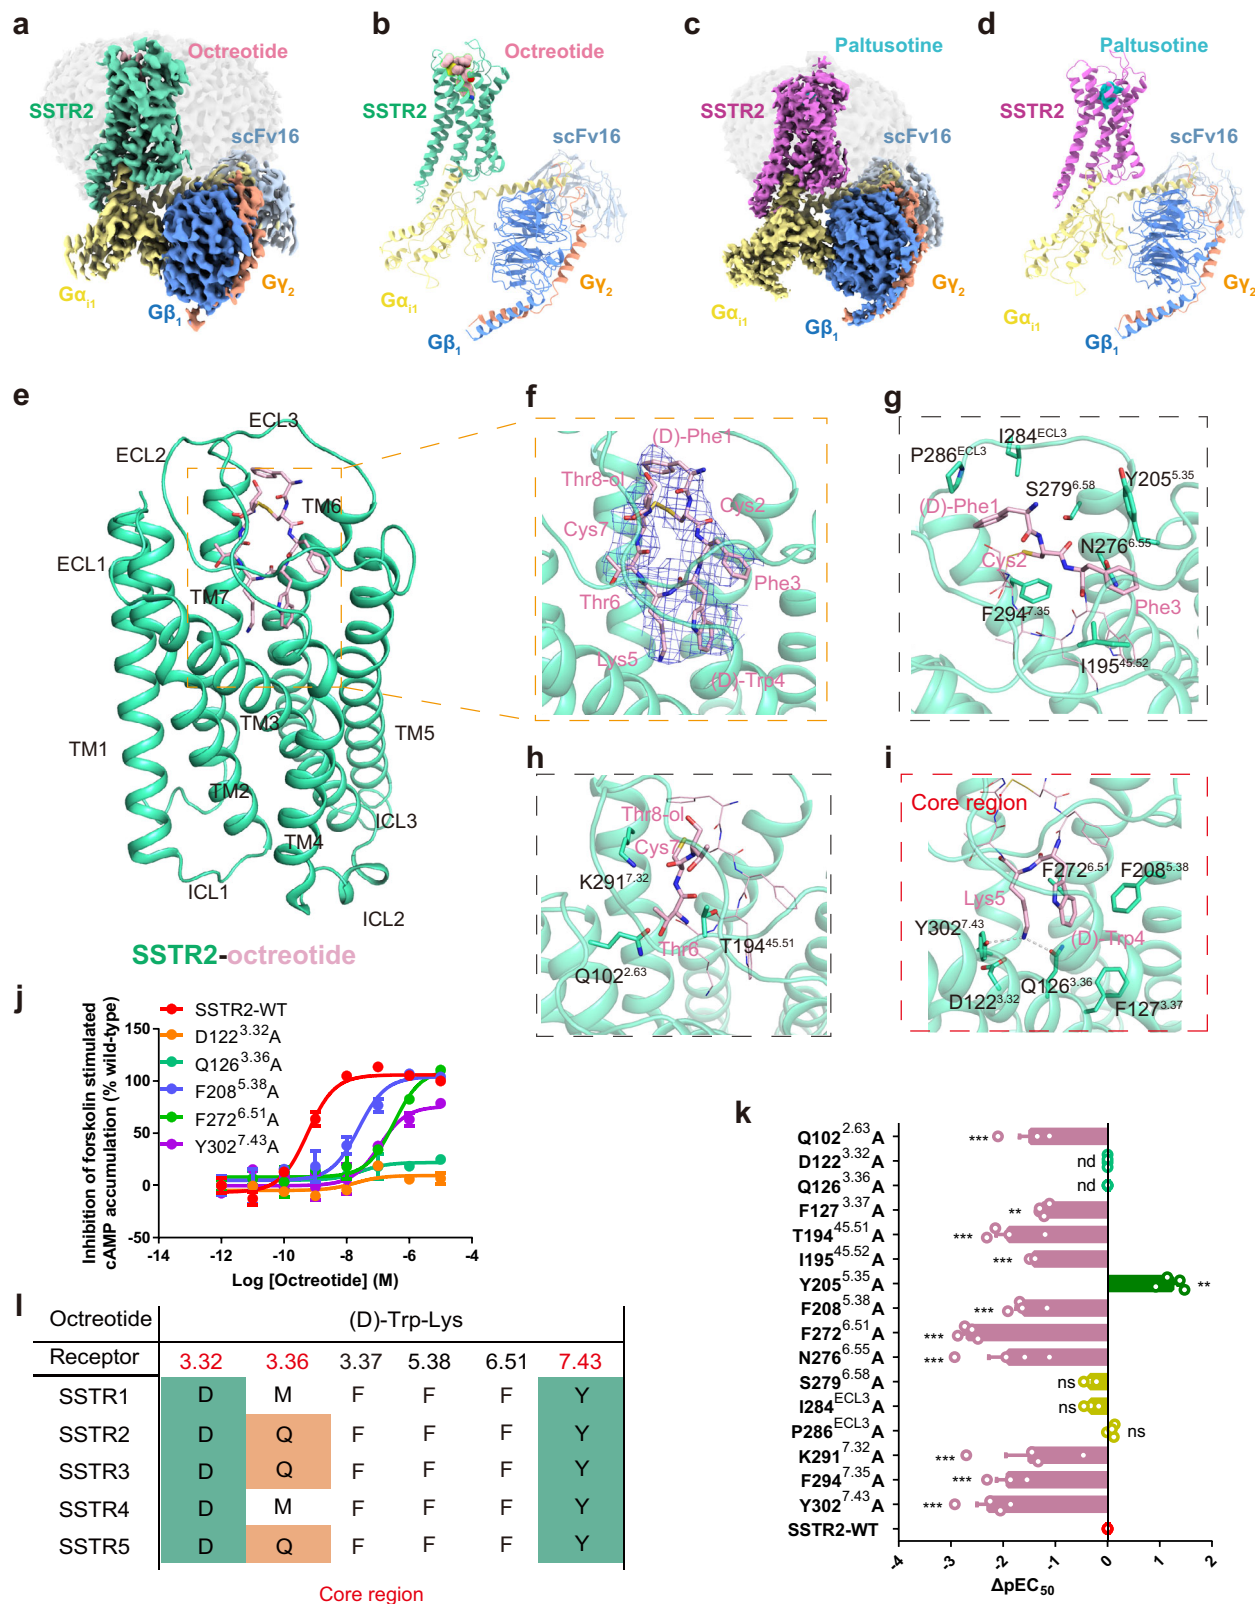 a
Octreotide
SSTR2
scFv16
Gαi1
Gβ1
Gγ2
b
Octreotide
SSTR2
scFv16
Gαi1
Gβ1
Gγ2
c
Paltusotine
SSTR2
scFv16
Gαi1
Gβ1
Gγ2
d
Paltusotine
SSTR2
scFv16
Gαi1
Gβ1
Gγ2
e
ECL3
ECL2
TM6
ECL1
TM7
TM3
TM5
TM1
TM2
ICL3
TM4
ICL1
ICL2
SSTR2-octreotide
f
(D)-Phe1
Thr8-ol
Cys2
Cys7
Phe3
Thr6
Lys5
(D)-Trp4
g
I284ECL3
P286ECL3
S2796.58
Y2055.35
(D)-Phe1
N2766.55
Cys2
Phe3
F2947.35
I19545.52
h
Thr8-ol
Cys7
K2917.32
Thr6
T19445.51
Q1022.63
i
Core region
F2726.51
F2085.38
Lys5
Y3027.43
(D)-Trp4
Q1263.36
D1223.32
F1273.37
j
SSTR2-WT
D1223.32A
Q1263.36A
F2085.38A
F2726.51A
Y3027.43A
Inhibition of forskolin stimulated
cAMP accumulation (% wild-type)
150
100
50
0
-50
-14 -12 -10 -8 -6 -4
Log [Octreotide] (M)
k
Q1022.63A ***
D1223.32A nd
Q1263.36A nd
F1273.37A **
T19445.51A ***
I19545.52A ***
Y2055.35A **
F2085.38A ***
F2726.51A ***
N2766.55A ***
S2796.58A ns
I284ECL3A ns
P286ECL3A ns
K2917.32A ***
F2947.35A ***
Y3027.43A ***
SSTR2-WT
-4 -3 -2 -1 0 1 2
ΔpEC50
l
Octreotide (D)-Trp-Lys
Receptor 3.32 3.36 3.37 5.38 6.51 7.43
SSTR1 D M F F F Y
SSTR2 D Q F F F Y
SSTR3 D Q F F F Y
SSTR4 D M F F F Y
SSTR5 D Q F F F Y
Core region